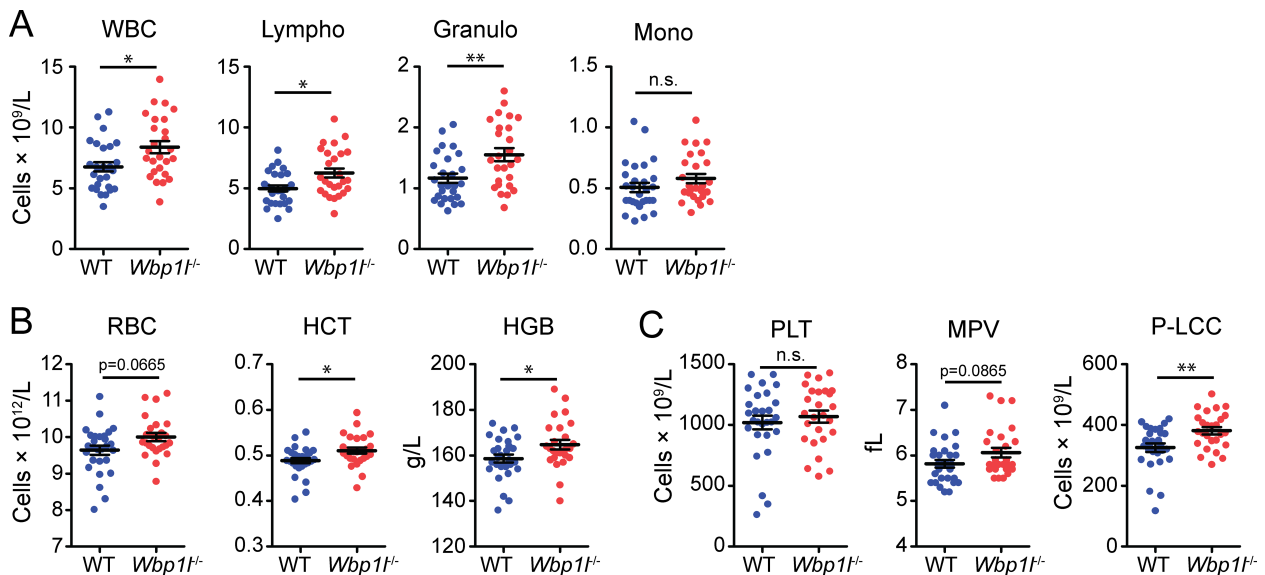 A
WBC
Lympho
Granulo
Mono
Cells × 10⁹/L
15
10
5
0
*
WT
Wbp1l-/-
15
10
5
0
*
WT
Wbp1l-/-
2
2
1
1
0
**
WT
Wbp1l-/-
1.5
1.0
0.5
0.0
n.s.
WT
Wbp1l-/-
B
RBC
HCT
HGB
Cells × 10¹²/L
12
11
10
9
8
7
p=0.0665
WT
Wbp1l-/-
0.7
0.6
0.5
0.4
0.3
*
WT
Wbp1l-/-
g/L
200
180
160
140
120
*
WT
Wbp1l-/-
C
PLT
MPV
P-LCC
Cells × 10⁹/L
1500
1000
500
0
n.s.
WT
Wbp1l-/-
fL
8
7
6
5
4
p=0.0865
WT
Wbp1l-/-
Cells × 10⁹/L
600
400
200
0
**
WT
Wbp1l-/-